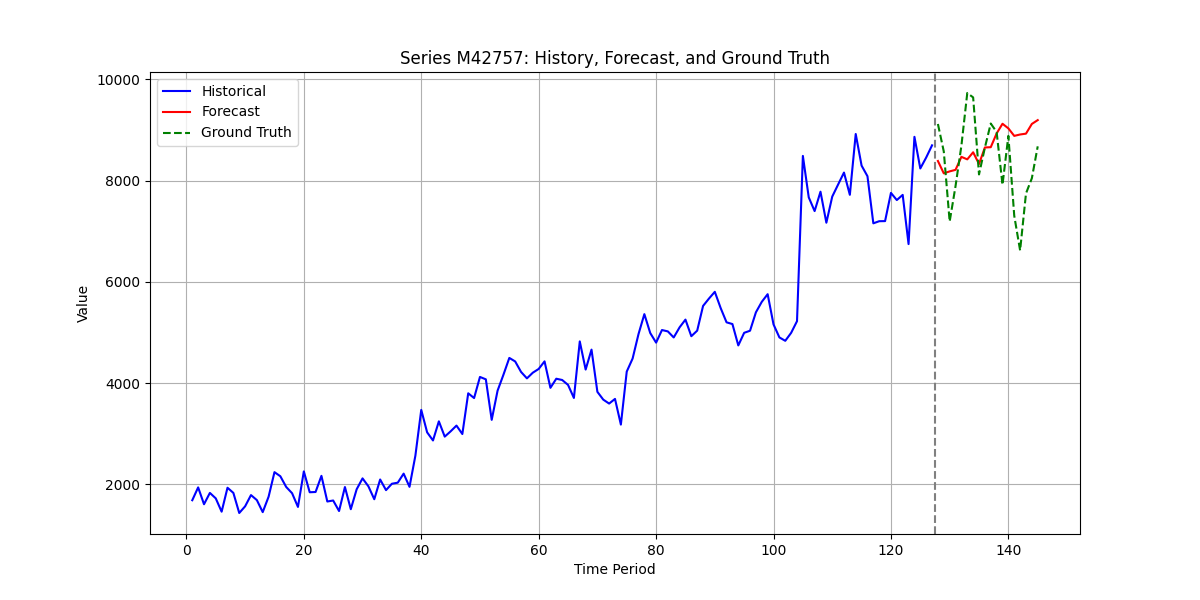 Series M42757: History, Forecast, and Ground Truth
Historical
Forecast
Ground Truth
10000
8000
6000
4000
2000
Value
0 20 40 60 80 100 120 140
Time Period